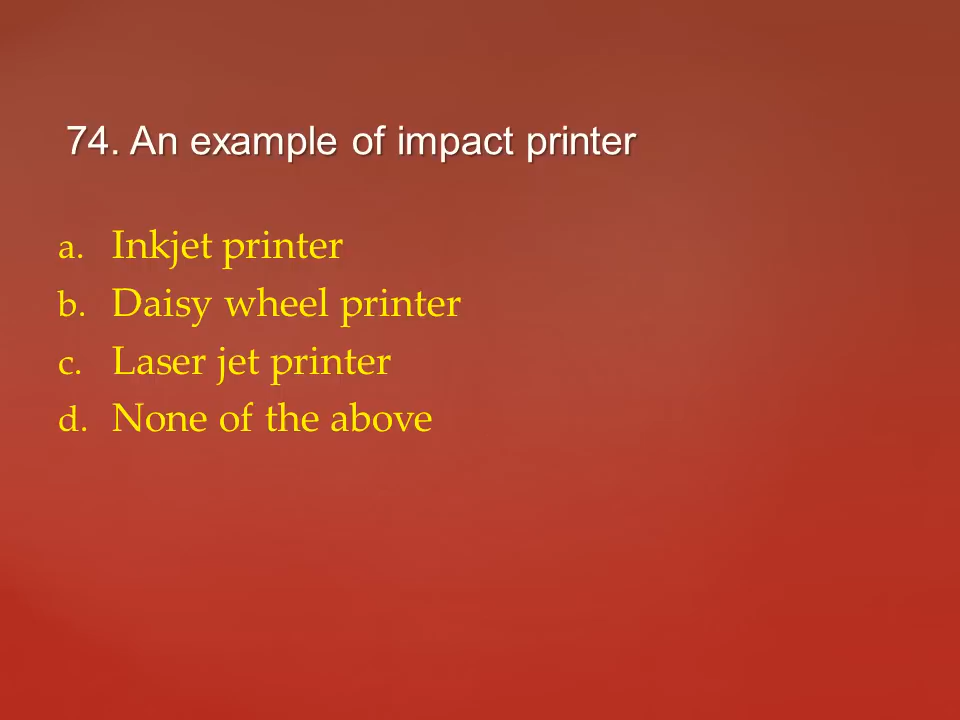 74. An example of impact printer
a. Inkjet printer
b. Daisy wheel printer
c. Laser jet printer
d. None of the above